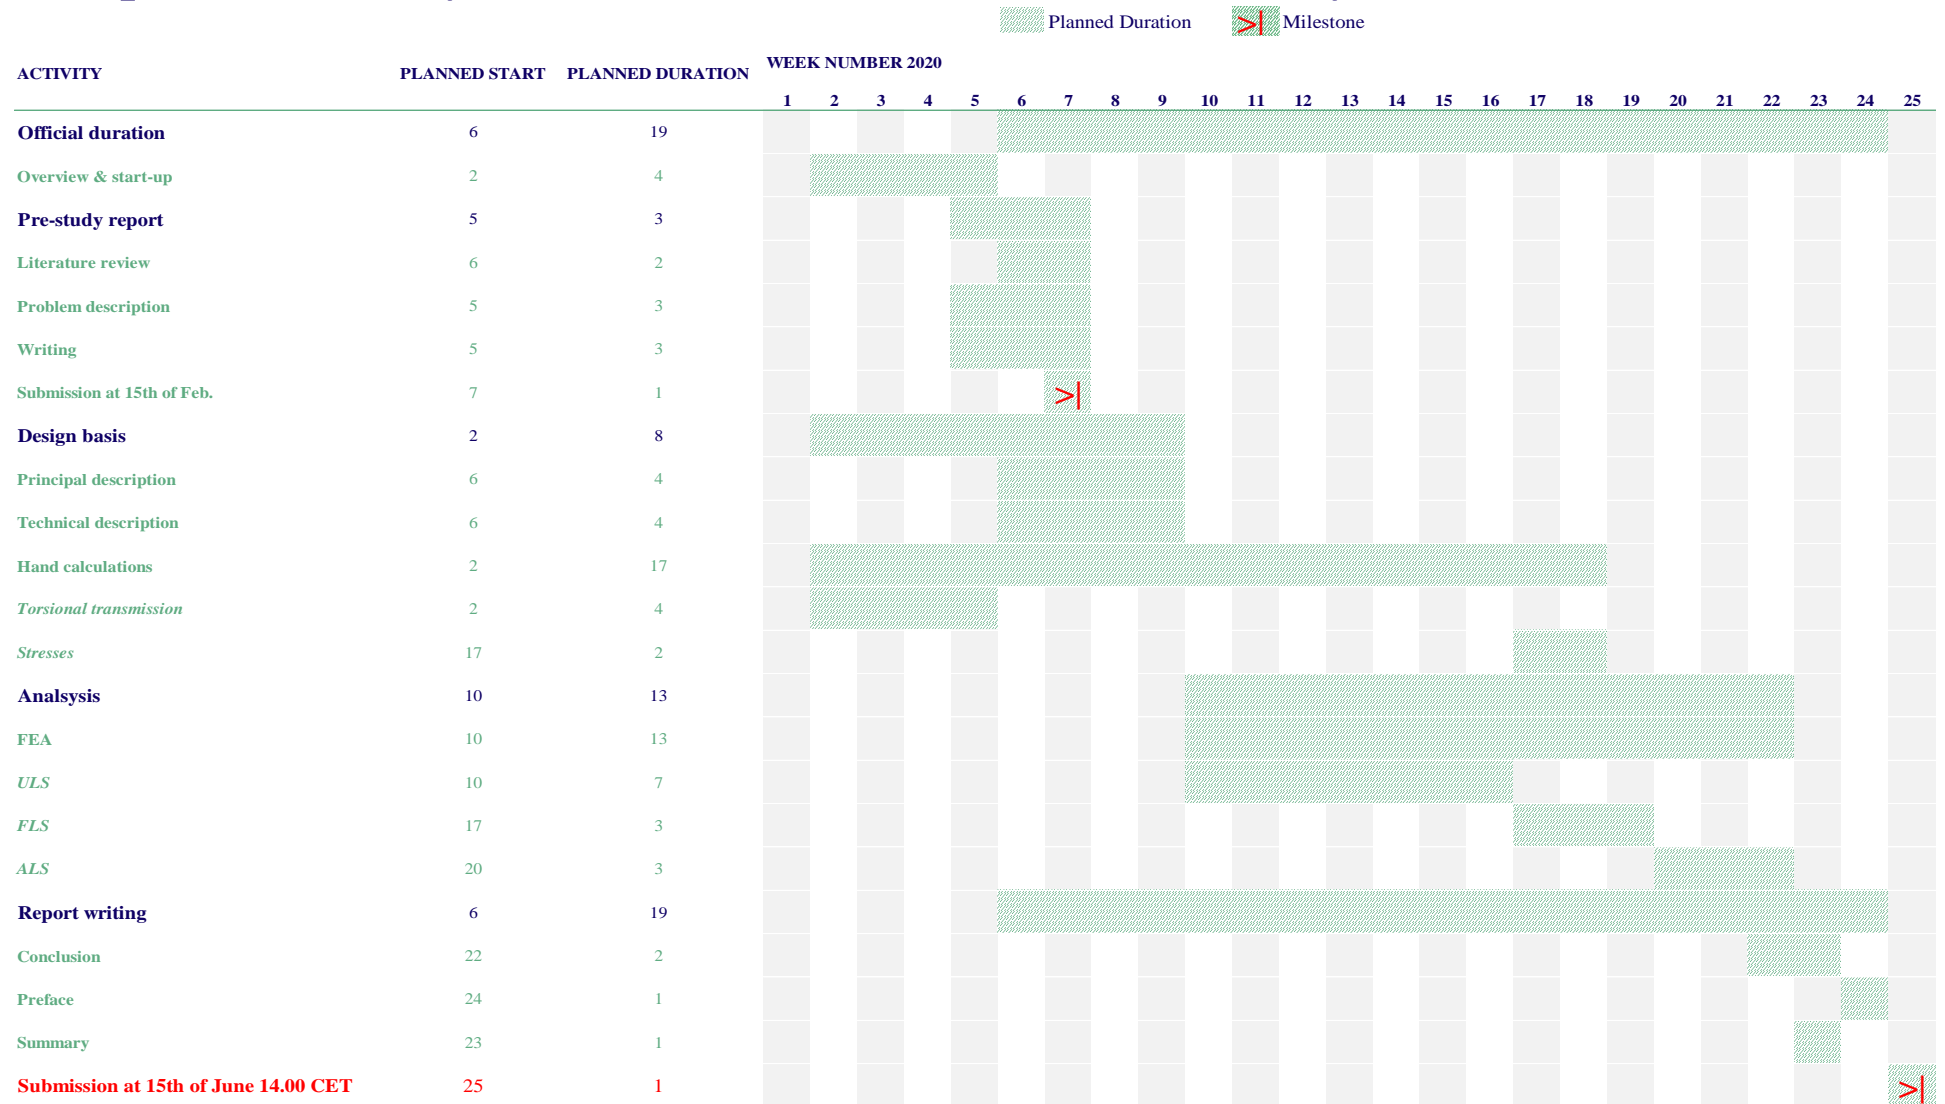 Planned Duration >| Milestone
ACTIVITY PLANNED START PLANNED DURATION WEEK NUMBER 2020
1 2 3 4 5 6 7 8 9 10 11 12 13 14 15 16 17 18 19 20 21 22 23 24 25
Official duration 6 19
Overview & start-up 2 4
Pre-study report 5 3
Literature review 6 2
Problem description 5 3
Writing 5 3
Submission at 15th of Feb. 7 1 >|
Design basis 2 8
Principal description 6 4
Technical description 6 4
Hand calculations 2 17
Torsional transmission 2 4
Stresses 17 2
Analsysis 10 13
FEA 10 13
ULS 10 7
FLS 17 3
ALS 20 3
Report writing 6 19
Conclusion 22 2
Preface 24 1
Summary 23 1
Submission at 15th of June 14.00 CET 25 1 >|